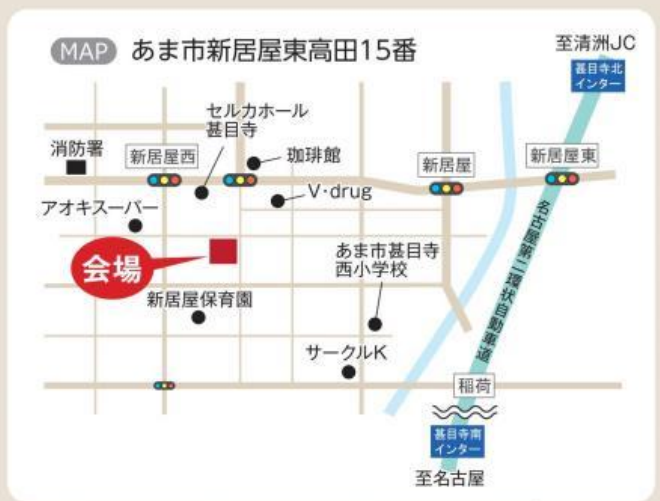 MAP あま市新居屋東高田15番
至清洲JC
甚目寺北
インター
セルカホール
甚目寺
消防署
新居屋西
珈琲館
新居屋
新居屋東
V・drug
アオキスーパー
名古屋第二環状自動車道
会場
あま市甚目寺
西小学校
新居屋保育園
サークルK
稲荷
甚目寺南
インター
至名古屋